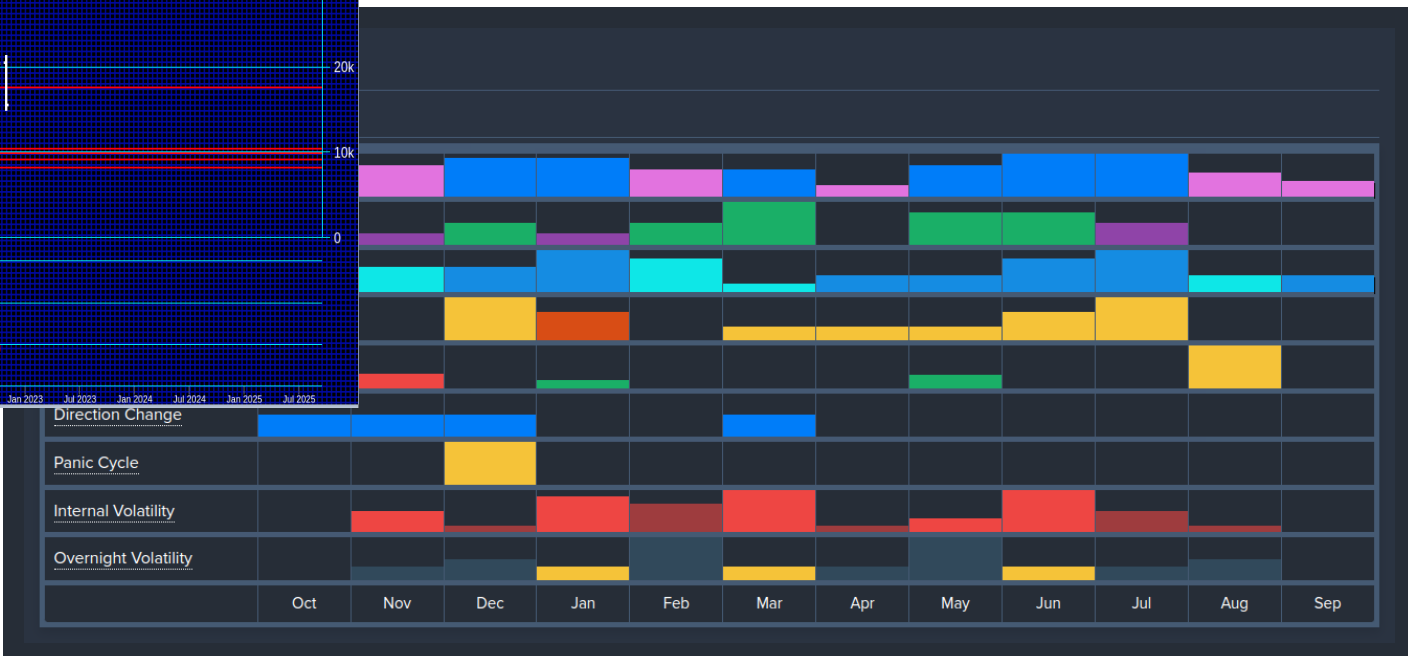 20k
10k
0
Jan 2023 Jul 2023 Jan 2024 Jul 2024 Jan 2025 Jul 2025
Direction Change
Panic Cycle
Internal Volatility
Overnight Volatility
Oct Nov Dec Jan Feb Mar Apr May Jun Jul Aug Sep